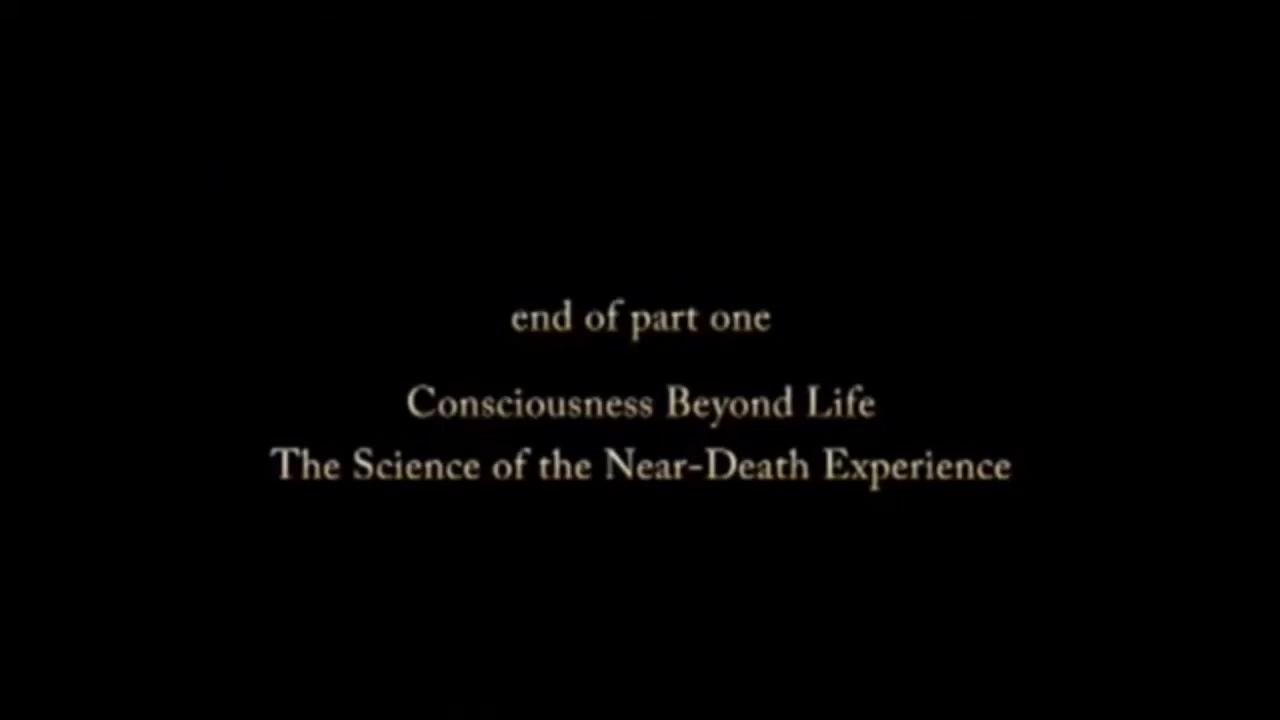 end of part one
Consciousness Beyond Life
The Science of the Near-Death Experience